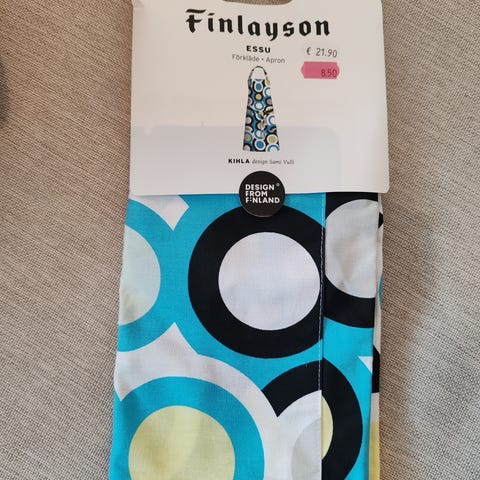 Finlayson
ESSU
Förkläde • Apron
€ 21.90
8.50
KIHLA design Sami Vulli
DESIGN
FROM
FINLAND